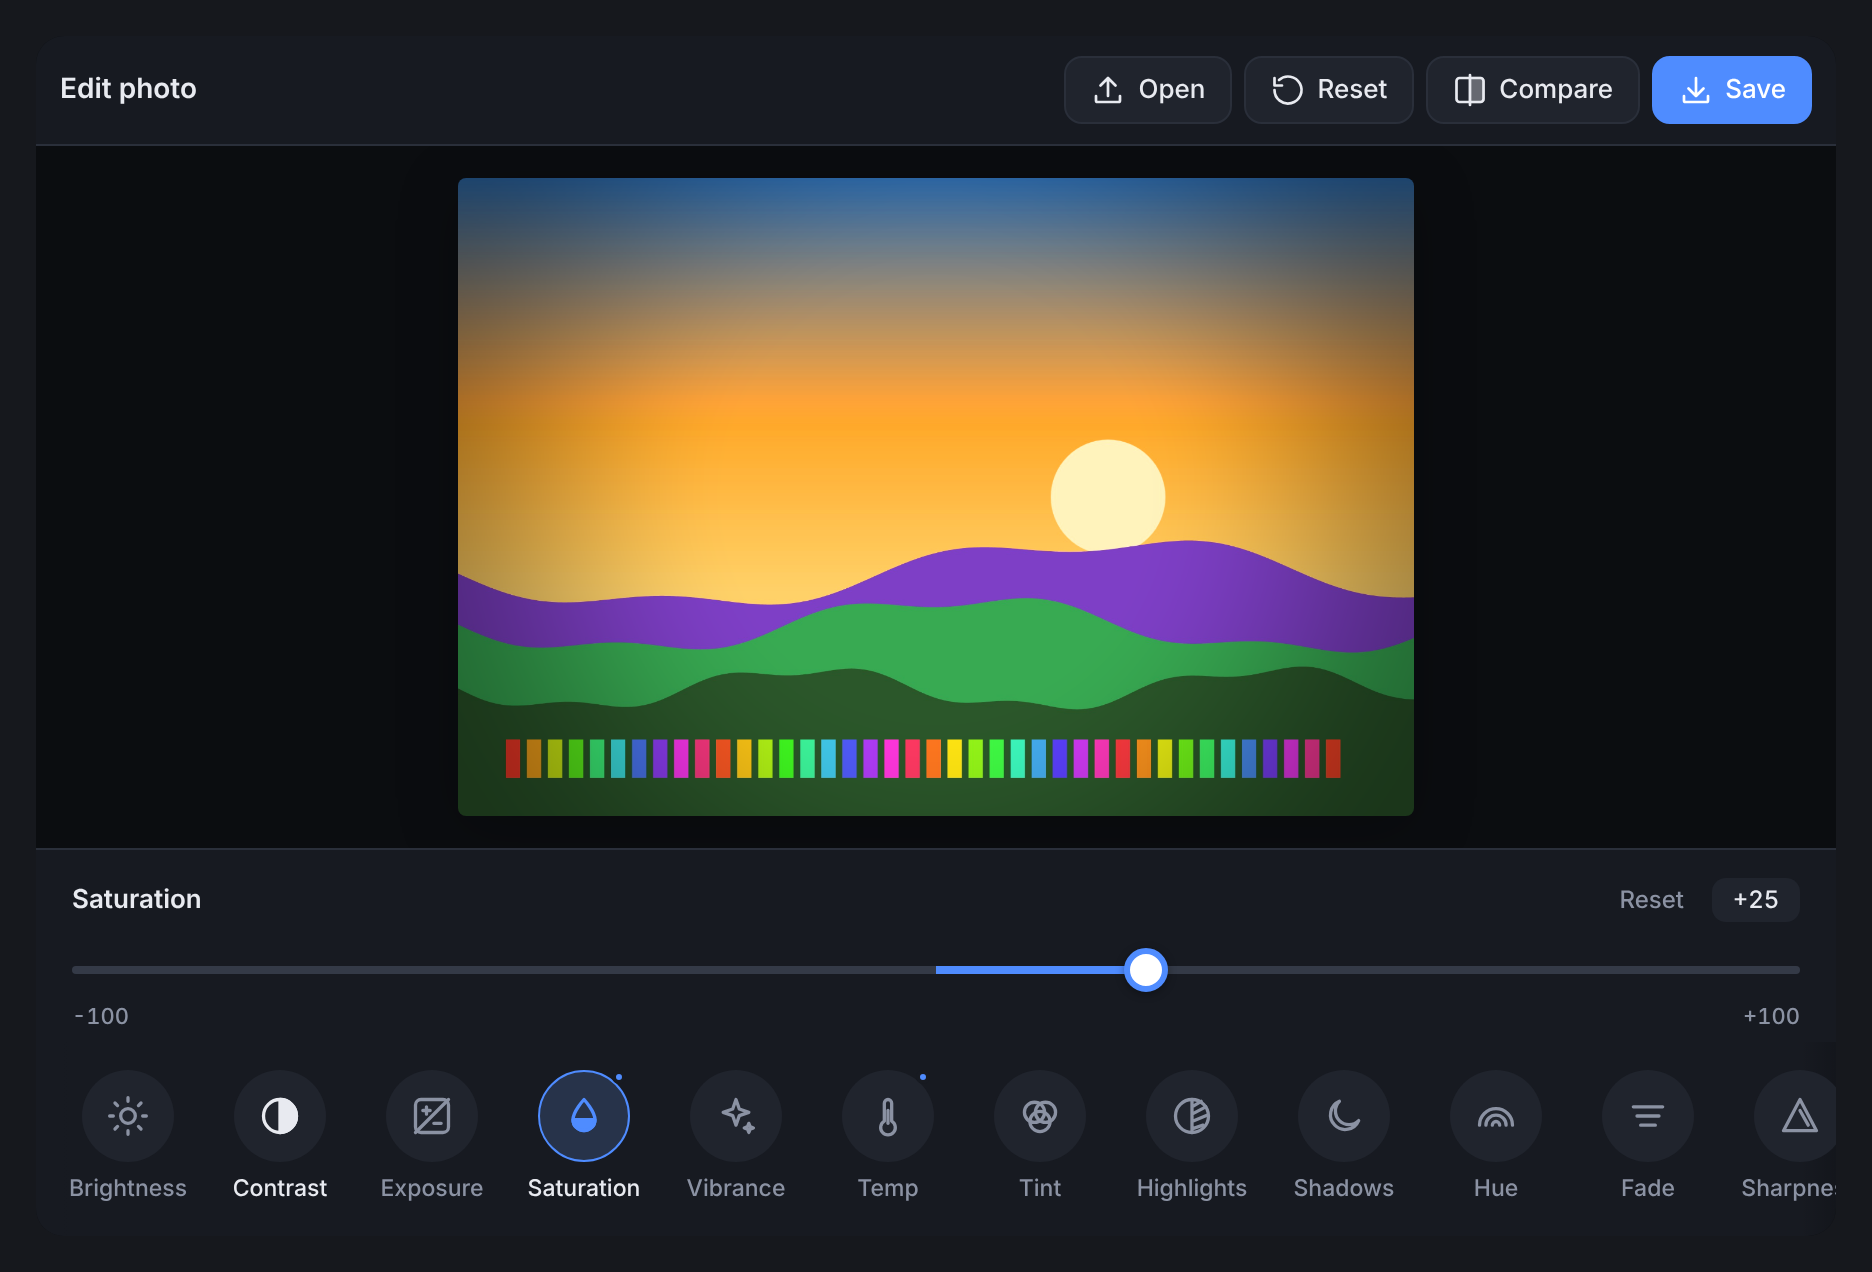 Edit photo
Open
Reset
Compare
Save
Saturation
Reset
+25
-100
+100
Brightness
Contrast
Exposure
Saturation
Vibrance
Temp
Tint
Highlights
Shadows
Hue
Fade
Sharpnes